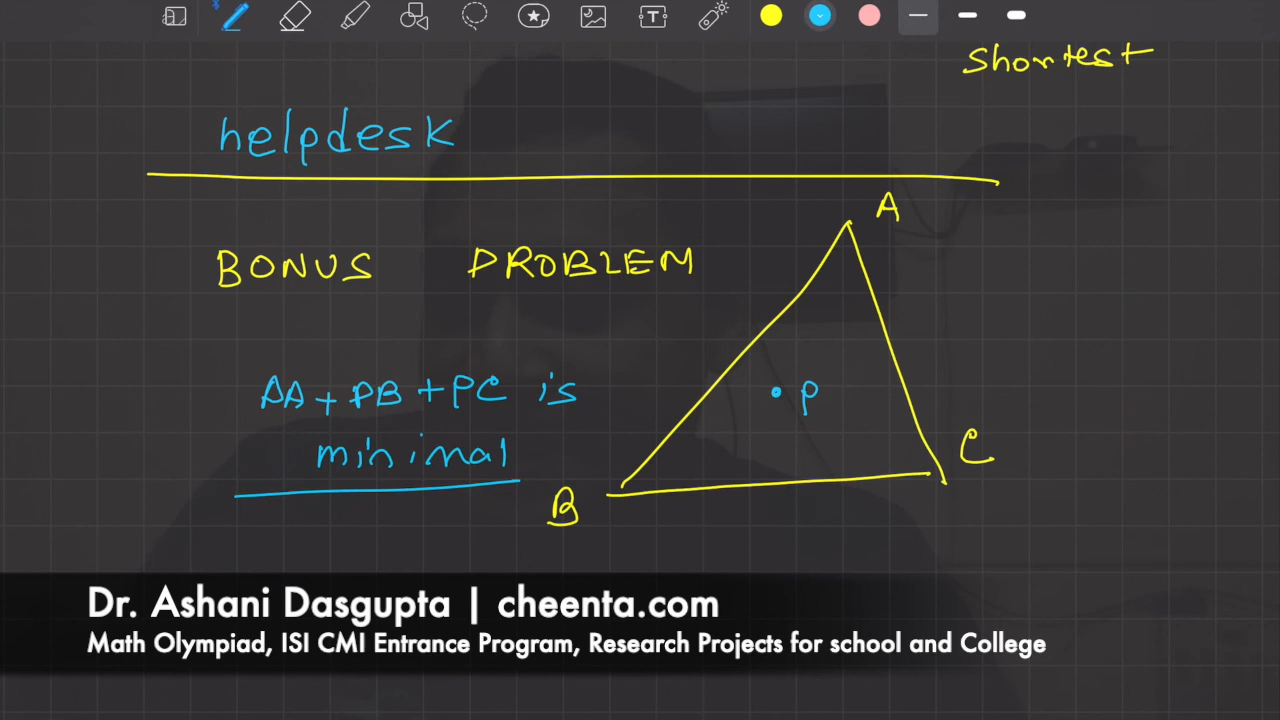 Shortest
helpdesk
BONUS PROBLEM
A
AA + PB + PC is
P
minimal
C
B
Dr. Ashani Dasgupta | cheenta.com
Math Olympiad, ISI CMI Entrance Program, Research Projects for school and College